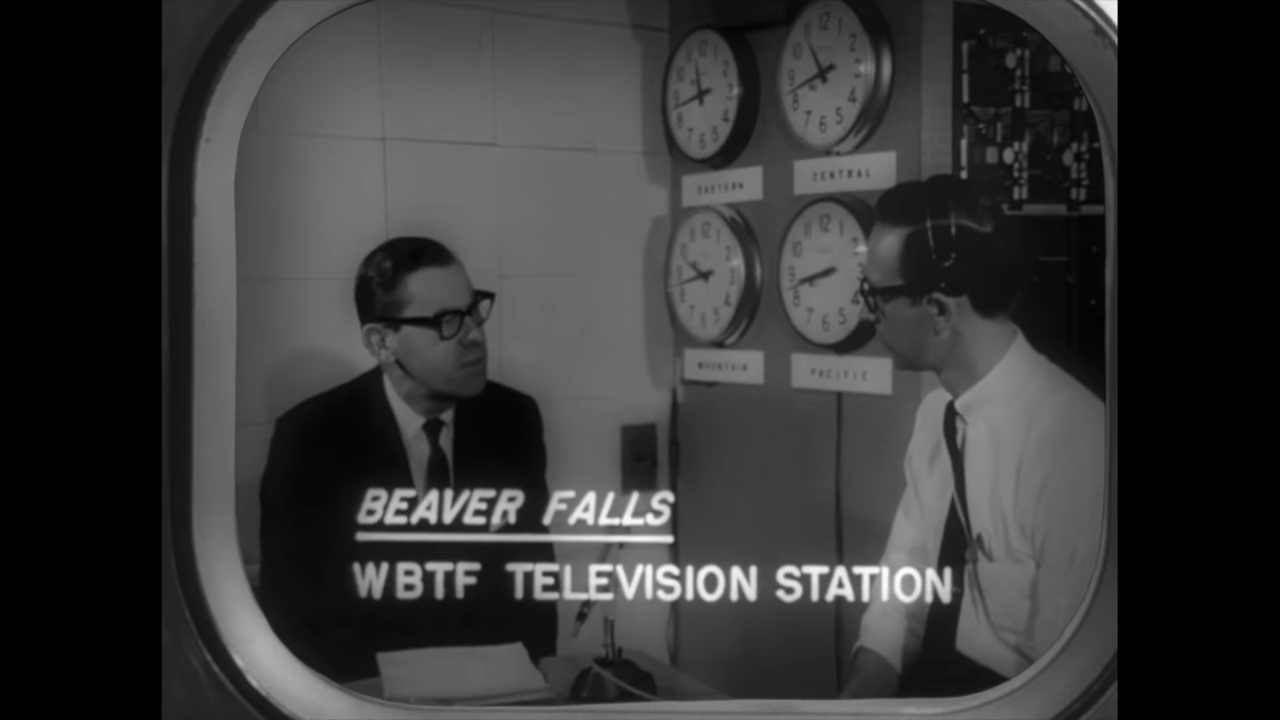 EASTERN
CENTRAL
MOUNTAIN
PACIFIC
BEAVER FALLS
WBTF TELEVISION STATION